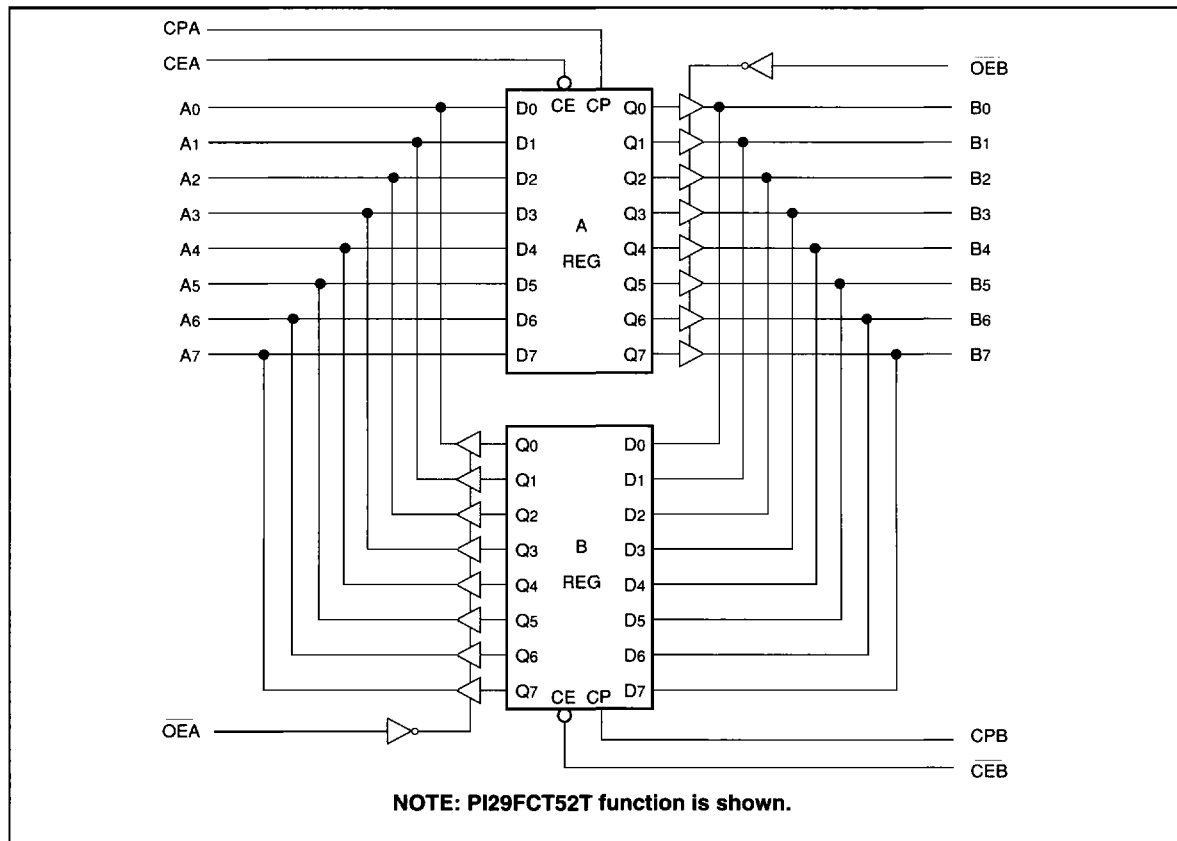 CPA
CEA
O̅E̅B̅
CE CP
A0 D0 Q0 B0
A1 D1 Q1 B1
A2 D2 Q2 B2
A3 D3 Q3 B3
A
A4 D4 Q4 B4
REG
A5 D5 Q5 B5
A6 D6 Q6 B6
A7 D7 Q7 B7
Q0 D0
Q1 D1
Q2 D2
Q3 D3
B
Q4 D4
REG
Q5 D5
Q6 D6
Q7 D7
CE CP
O̅E̅A̅
CPB
C̅E̅B̅
NOTE: PI29FCT52T function is shown.